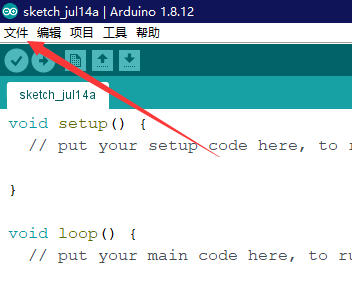 sketch_jul14a | Arduino 1.8.12
文件 编辑 项目 工具 帮助
sketch_jul14a
void setup() {
// put your setup code here, to r
}
void loop() {
// put your main code here, to ru